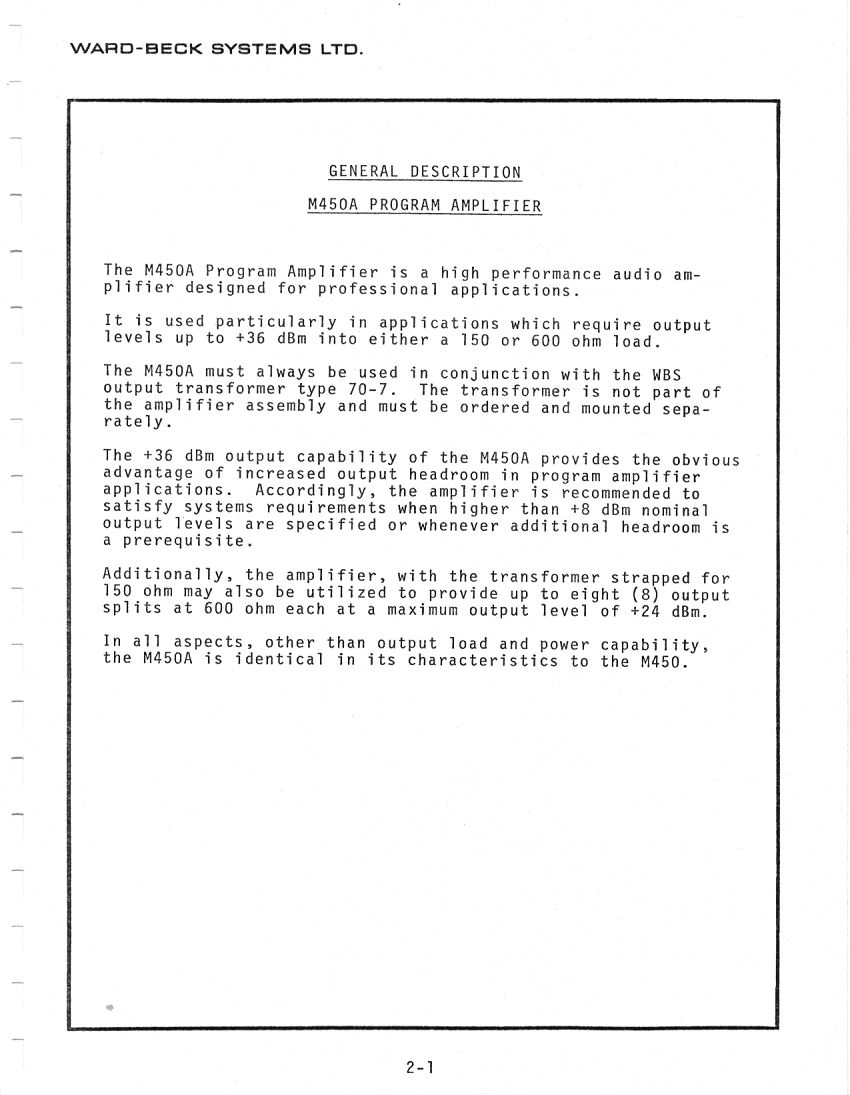 WARD-BECK SYSTEMS LTD.
GENERAL DESCRIPTION
M450A PROGRAM AMPLIFIER
The M450A Program Amplifier is a high performance audio am-
plifier designed for professional applications.
It is used particularly in applications which require output
levels up to +36 dBm into either a 150 or 600 ohm load.
The M450A must always be used in conjunction with the WBS
output transformer type 70-7. The transformer is not part of
the amplifier assembly and must be ordered and mounted sepa-
rately.
The +36 dBm output capability of the M450A provides the obvious
advantage of increased output headroom in program amplifier
applications. Accordingly, the amplifier is recommended to
satisfy systems requirements when higher than +8 dBm nominal
output levels are specified or whenever additional headroom is
a prerequisite.
Additionally, the amplifier, with the transformer strapped for
150 ohm may also be utilized to provide up to eight (8) output
splits at 600 ohm each at a maximum output level of +24 dBm.
In all aspects, other than output load and power capability,
the M450A is identical in its characteristics to the M450.
2-1